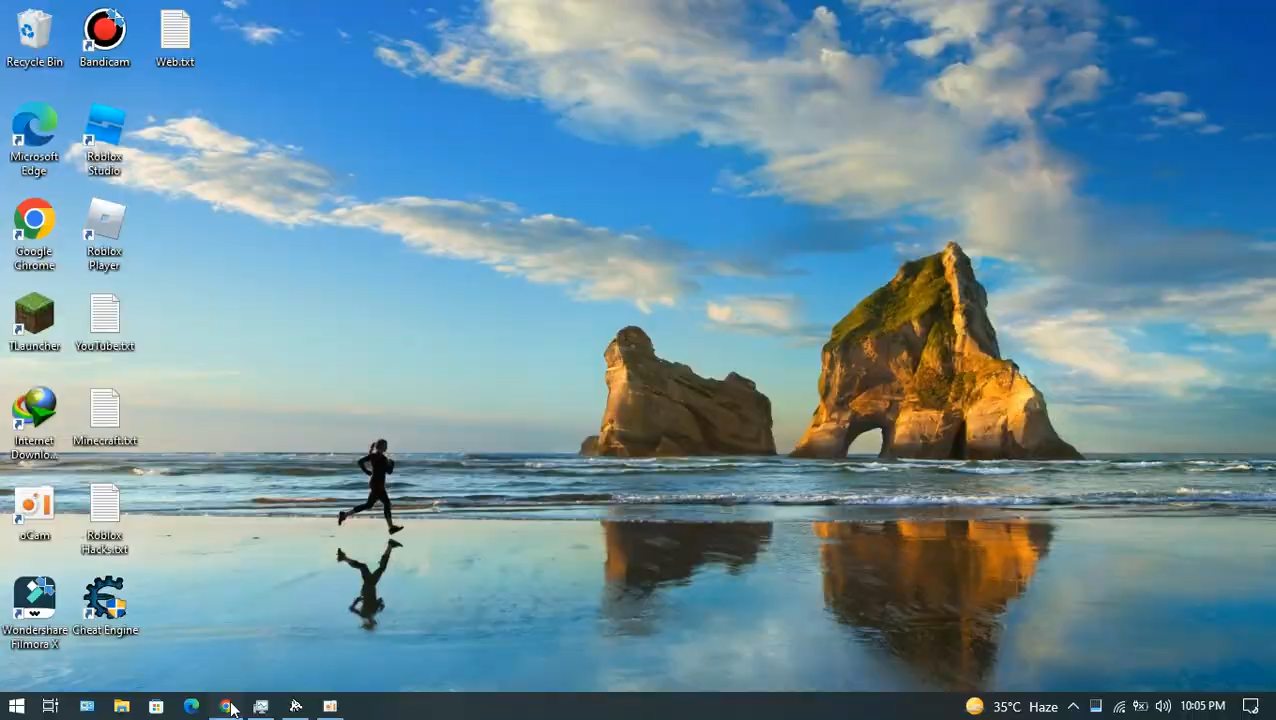 Recycle Bin
Bandicam
Web.txt
Microsoft
Edge
Roblox
Studio
Google
Chrome
Roblox
Player
TLauncher
YouTube.txt
Internet
Downlo...
Minecraft.txt
oCam
Roblox
Hacks.txt
Wondershare
Filmora X
Cheat Engine
35°C Haze
10:05 PM